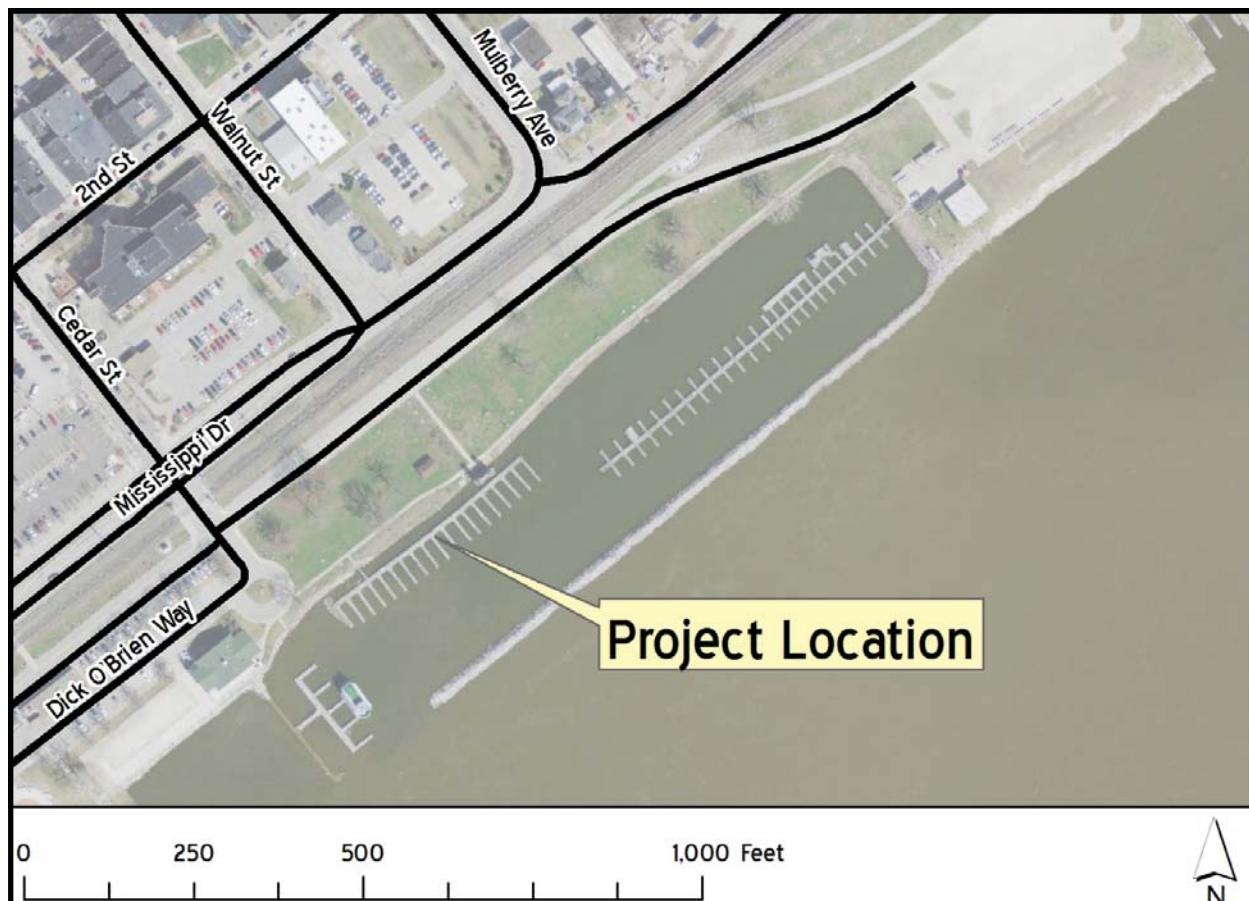 Mulberry Ave
Walnut St
2nd St
Cedar St
Mississippi Dr
Project Location
Dick O'Brien Way
0 250 500 1,000 Feet
N